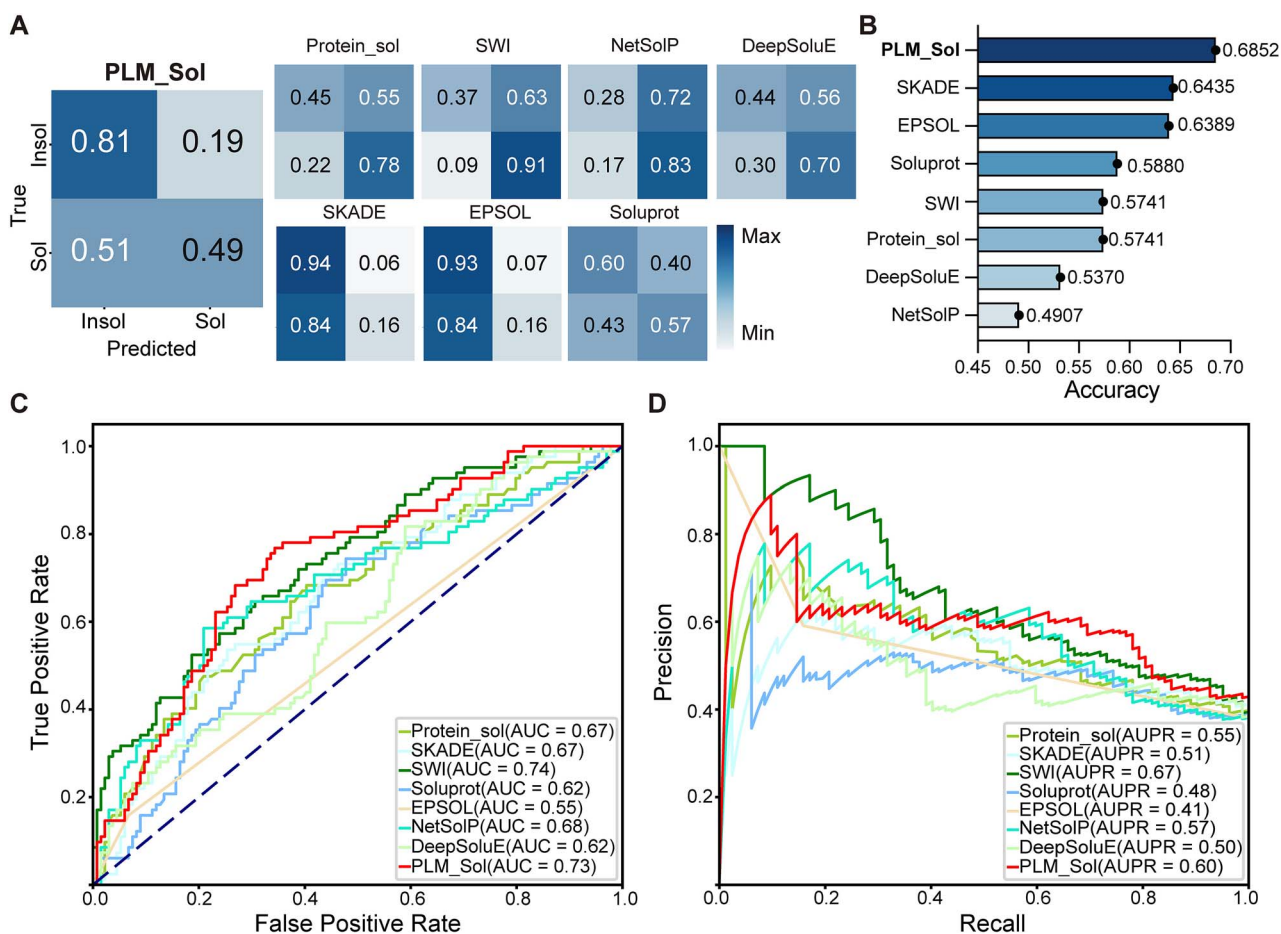 A
PLM_Sol
True
Insol
Sol
0.81 0.19
0.51 0.49
Insol Sol
Predicted
Protein_sol
0.45 0.55
0.22 0.78
SWI
0.37 0.63
0.09 0.91
NetSolP
0.28 0.72
0.17 0.83
DeepSoluE
0.44 0.56
0.30 0.70
SKADE
0.94 0.06
0.84 0.16
EPSOL
0.93 0.07
0.84 0.16
Soluprot
0.60 0.40
0.43 0.57
Max
Min
B
PLM_Sol 0.6852
SKADE 0.6435
EPSOL 0.6389
Soluprot 0.5880
SWI 0.5741
Protein_sol 0.5741
DeepSoluE 0.5370
NetSolP 0.4907
0.45 0.50 0.55 0.60 0.65 0.70
Accuracy
C
True Positive Rate
1.0
0.8
0.6
0.4
0.2
0.0 0.2 0.4 0.6 0.8 1.0
False Positive Rate
Protein_sol(AUC = 0.67)
SKADE(AUC = 0.67)
SWI(AUC = 0.74)
Soluprot(AUC = 0.62)
EPSOL(AUC = 0.55)
NetSolP(AUC = 0.68)
DeepSoluE(AUC = 0.62)
PLM_Sol(AUC = 0.73)
D
Precision
1.0
0.8
0.6
0.4
0.2
0.0 0.2 0.4 0.6 0.8 1.0
Recall
Protein_sol(AUPR = 0.55)
SKADE(AUPR = 0.51)
SWI(AUPR = 0.67)
Soluprot(AUPR = 0.48)
EPSOL(AUPR = 0.41)
NetSolP(AUPR = 0.57)
DeepSoluE(AUPR = 0.50)
PLM_Sol(AUPR = 0.60)